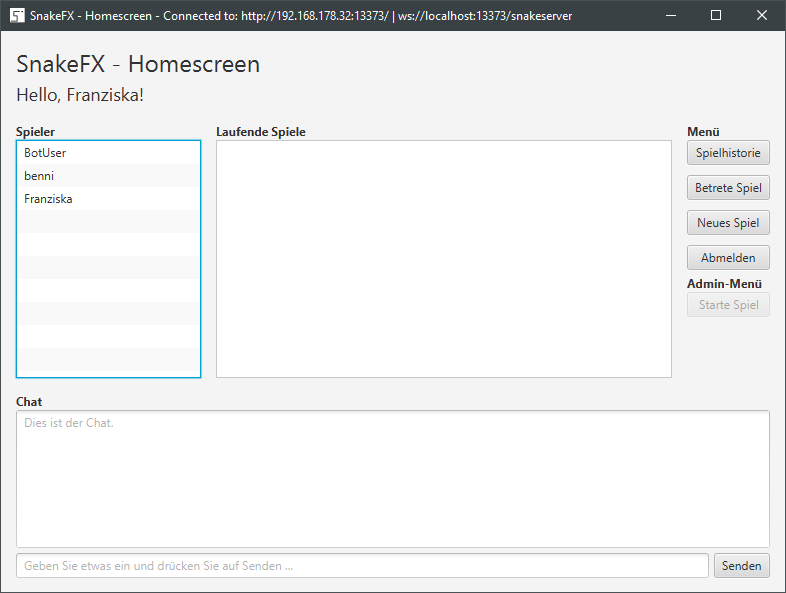 SnakeFX - Homescreen - Connected to: http://192.168.178.32:13373/ | ws://localhost:13373/snakeserver
SnakeFX - Homescreen
Hello, Franziska!
Spieler
BotUser
benni
Franziska
Laufende Spiele
Menü
Spielhistorie
Betrete Spiel
Neues Spiel
Abmelden
Admin-Menü
Starte Spiel
Chat
Dies ist der Chat.
Geben Sie etwas ein und drücken Sie auf Senden ...
Senden